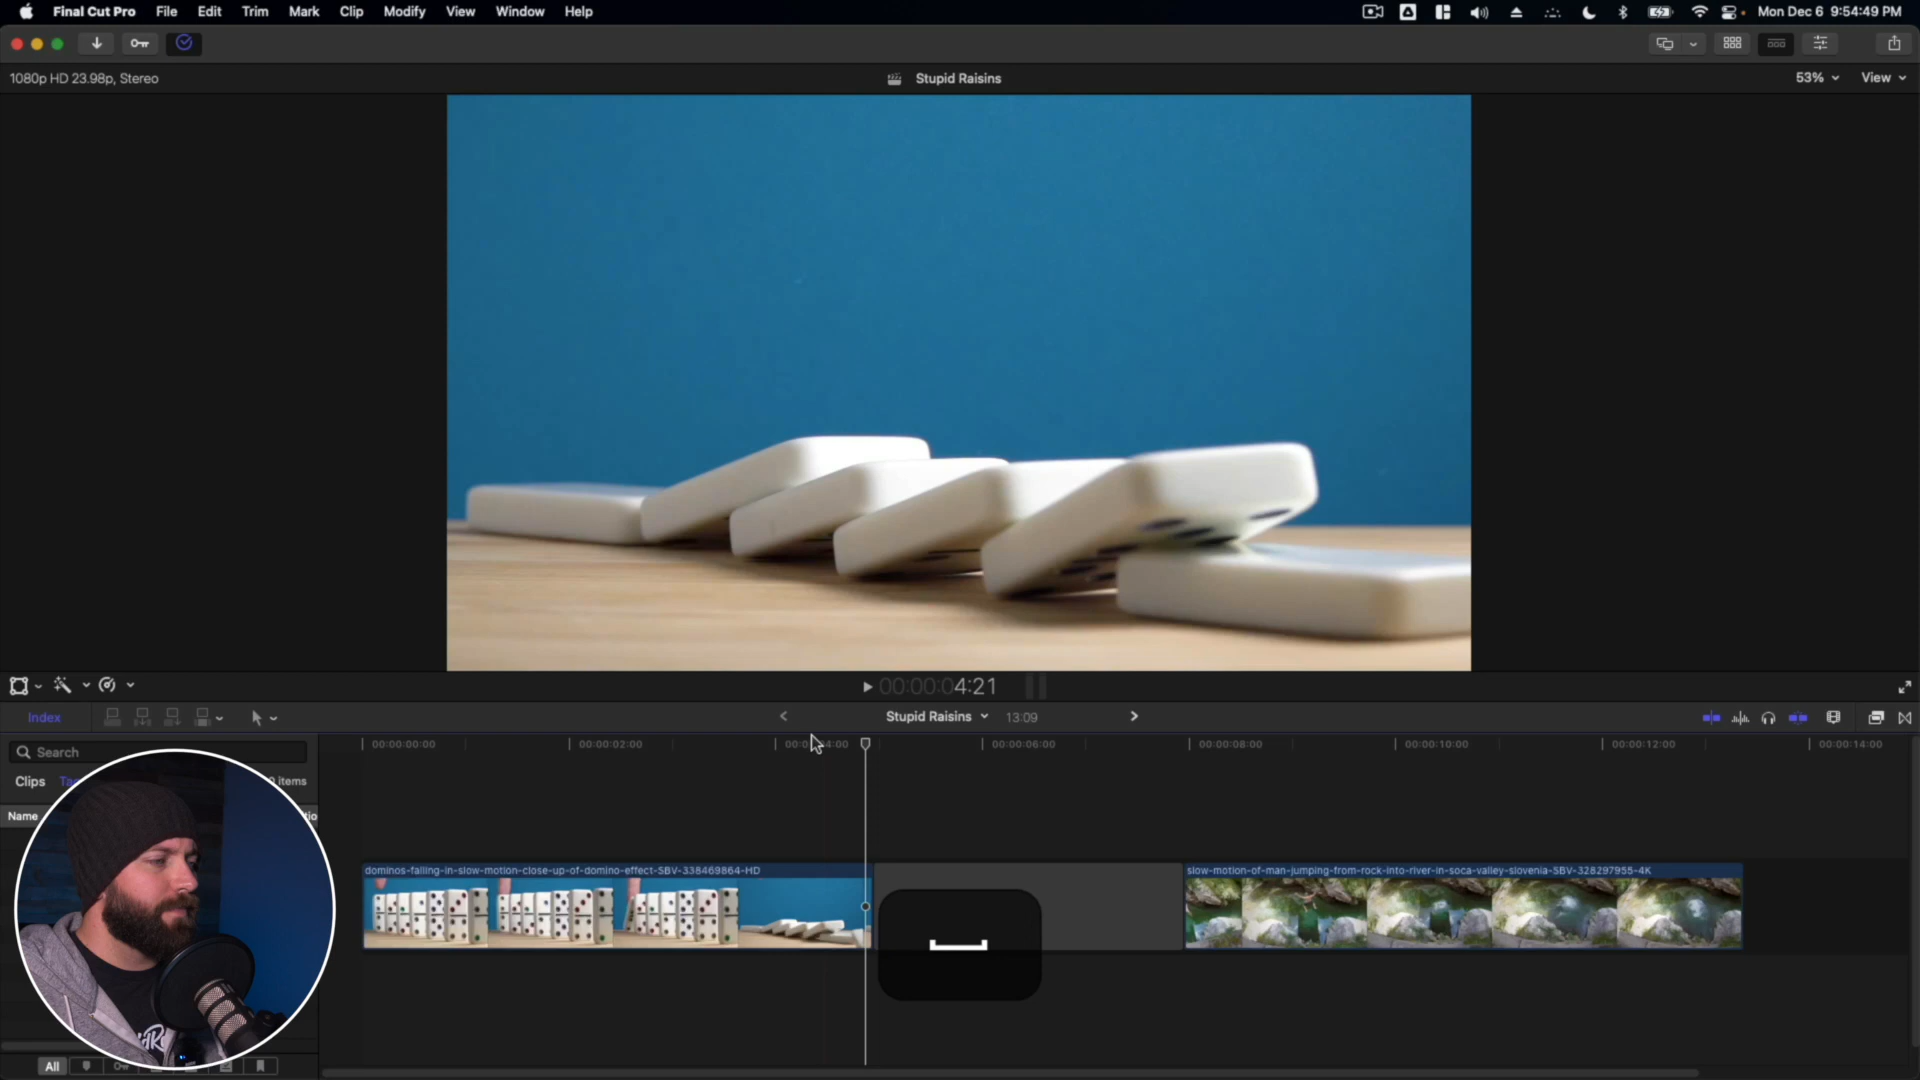 Final Cut Pro File Edit Trim Mark Clip Modify View Window Help Mon Dec 6 9:54:49 PM
1080p HD 23.98p, Stereo Stupid Raisins 53% View
00:00:04:21
Index Stupid Raisins 13:09
Search 00:00:00:00 00:00:02:00 00:00:06:00 00:00:08:00 00:00:10:00 00:00:12:00 00:00:14:00
Clips items
Name
dominos-falling-in-slow-motion-close-up-of-domino-effect-SBV-338469864-HD slow-motion-of-man-jumping-from-rock-into-river-in-soca-valley-slovenia-SBV-328297955-4K
All